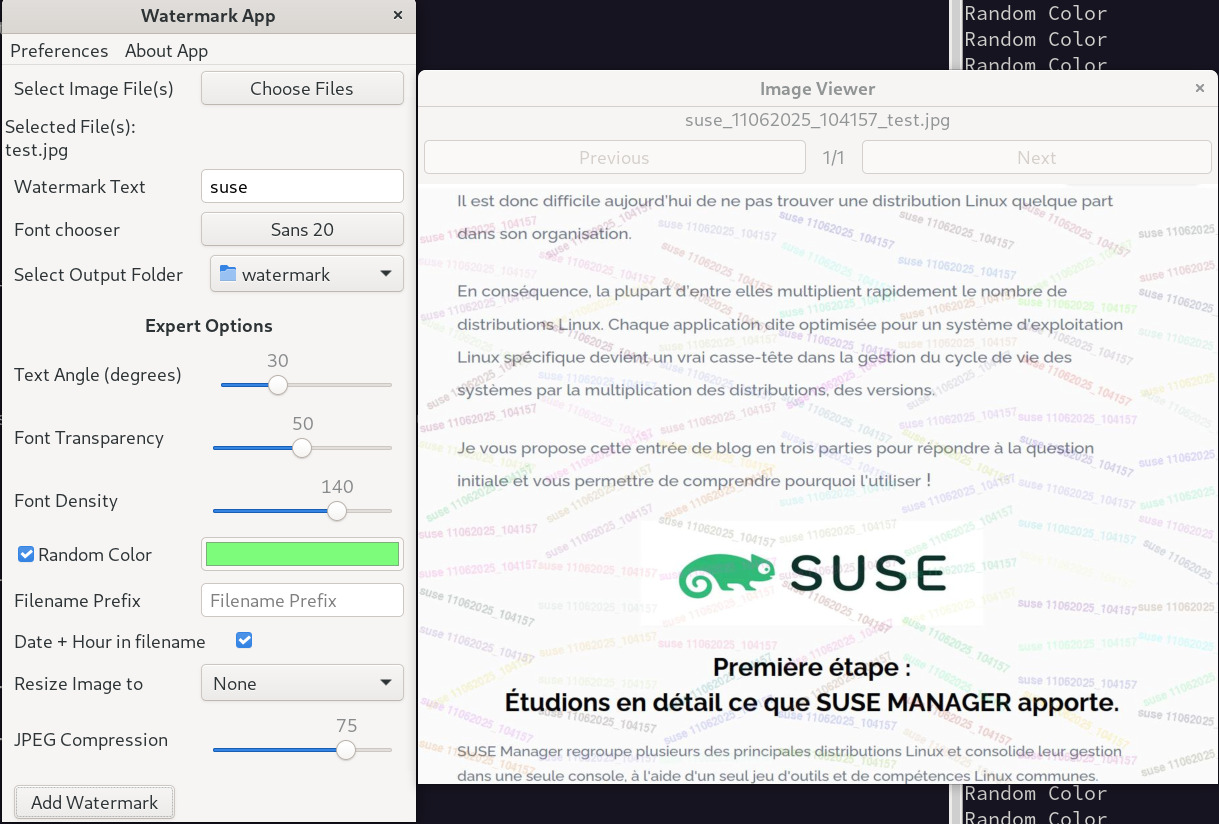 Watermark App
×
Preferences About App
Select Image File(s) Choose Files
Selected File(s):
test.jpg
Watermark Text suse
Font chooser Sans 20
Select Output Folder watermark
Expert Options
30
Text Angle (degrees)
50
Font Transparency
140
Font Density
Random Color
Filename Prefix Filename Prefix
Date + Hour in filename
Resize Image to None
75
JPEG Compression
Add Watermark
Random Color
Random Color
Random Color
Image Viewer
×
suse_11062025_104157_test.jpg
Previous 1/1 Next
Il est donc difficile aujourd'hui de ne pas trouver une distribution Linux quelque part
dans son organisation.
En conséquence, la plupart d'entre elles multiplient rapidement le nombre de
distributions Linux. Chaque application dite optimisée pour un système d'exploitation
Linux spécifique devient un vrai casse-tête dans la gestion du cycle de vie des
systèmes par la multiplication des distributions, des versions.
Je vous propose cette entrée de blog en trois parties pour répondre à la question
initiale et vous permettre de comprendre pourquoi l'utiliser !
SUSE
Première étape :
Étudions en détail ce que SUSE MANAGER apporte.
SUSE Manager regroupe plusieurs des principales distributions Linux et consolide leur gestion
dans une seule console, à l'aide d'un seul jeu d'outils et de compétences Linux communes.
suse 11062025_104157
Random Color
Random Color